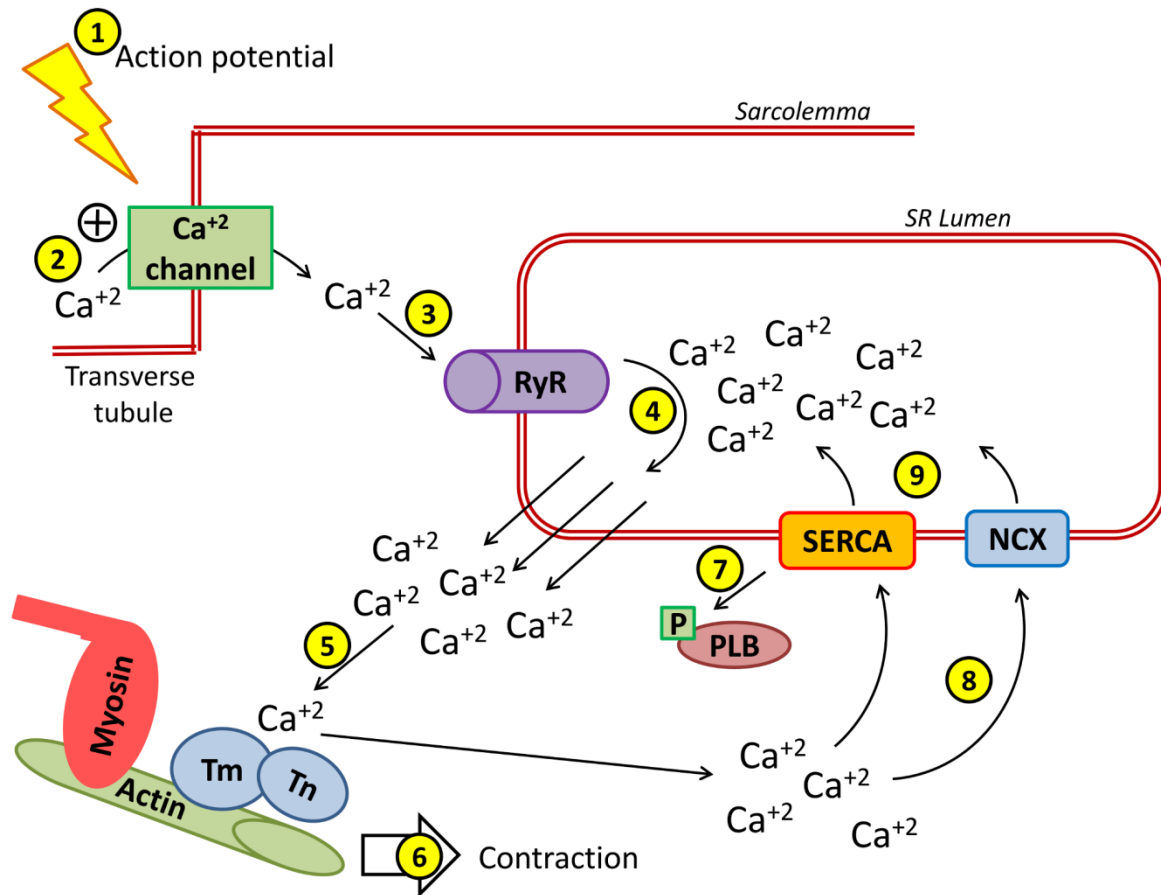 1
Action potential
Sarcolemma
SR Lumen
Ca⁺² channel
2
Ca⁺²
Ca⁺²
3
Transverse
tubule
RyR
4
Ca⁺²
Ca⁺²
Ca⁺²
Ca⁺²
Ca⁺²
Ca⁺²
Ca⁺²
9
SERCA
NCX
7
P
PLB
Ca⁺²
Ca⁺²
Ca⁺²
Ca⁺²
Ca⁺²
5
Ca⁺²
Myosin
Actin
Tm
Tn
8
Ca⁺²
Ca⁺²
Ca⁺²
Ca⁺²
6
Contraction